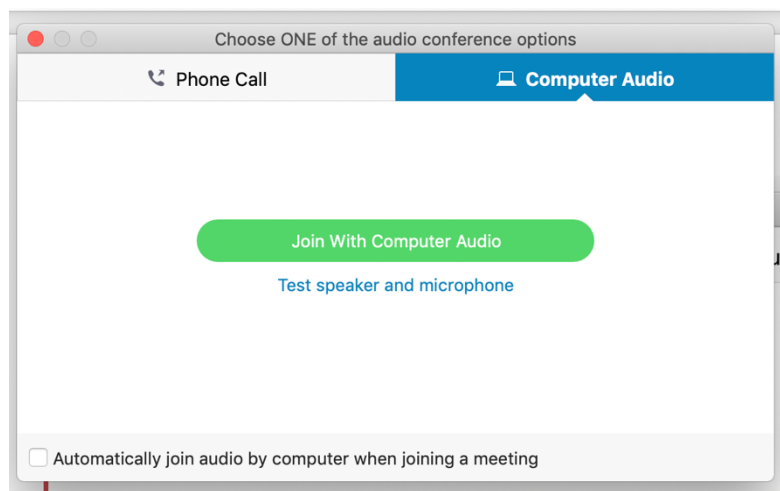 Choose ONE of the audio conference options
Phone Call
Computer Audio
Join With Computer Audio
Test speaker and microphone
Automatically join audio by computer when joining a meeting